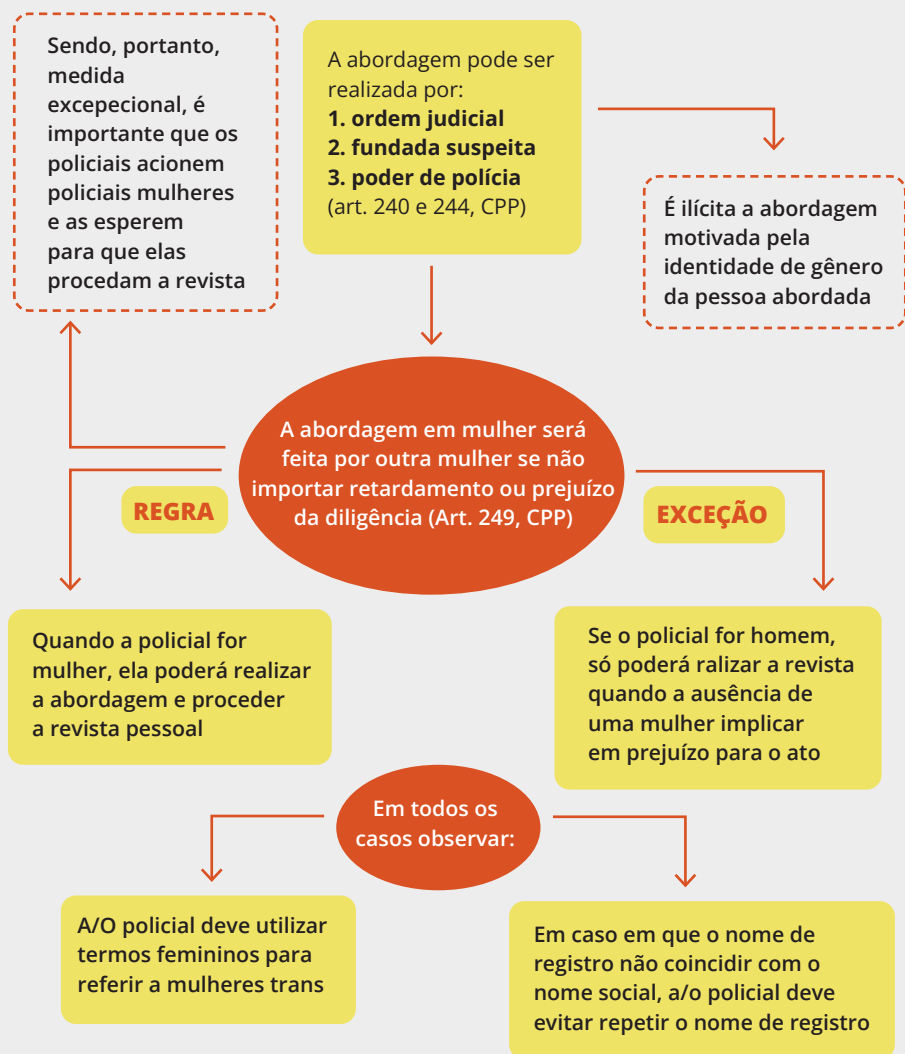 Sendo, portanto,
medida
excepecional, é
importante que os
policiais acionem
policiais mulheres
e as esperem
para que elas
procedam a revista
A abordagem pode ser
realizada por:
1. ordem judicial
2. fundada suspeita
3. poder de polícia
(art. 240 e 244, CPP)
É ilícita a abordagem
motivada pela
identidade de gênero
da pessoa abordada
A abordagem em mulher será
feita por outra mulher se não
importar retardamento ou prejuízo
da diligência (Art. 249, CPP)
REGRA
EXCEÇÃO
Quando a policial for
mulher, ela poderá realizar
a abordagem e proceder
a revista pessoal
Se o policial for homem,
só poderá ralizar a revista
quando a ausência de
uma mulher implicar
em prejuízo para o ato
Em todos os
casos observar:
A/O policial deve utilizar
termos femininos para
referir a mulheres trans
Em caso em que o nome de
registro não coincidir com o
nome social, a/o policial deve
evitar repetir o nome de registro